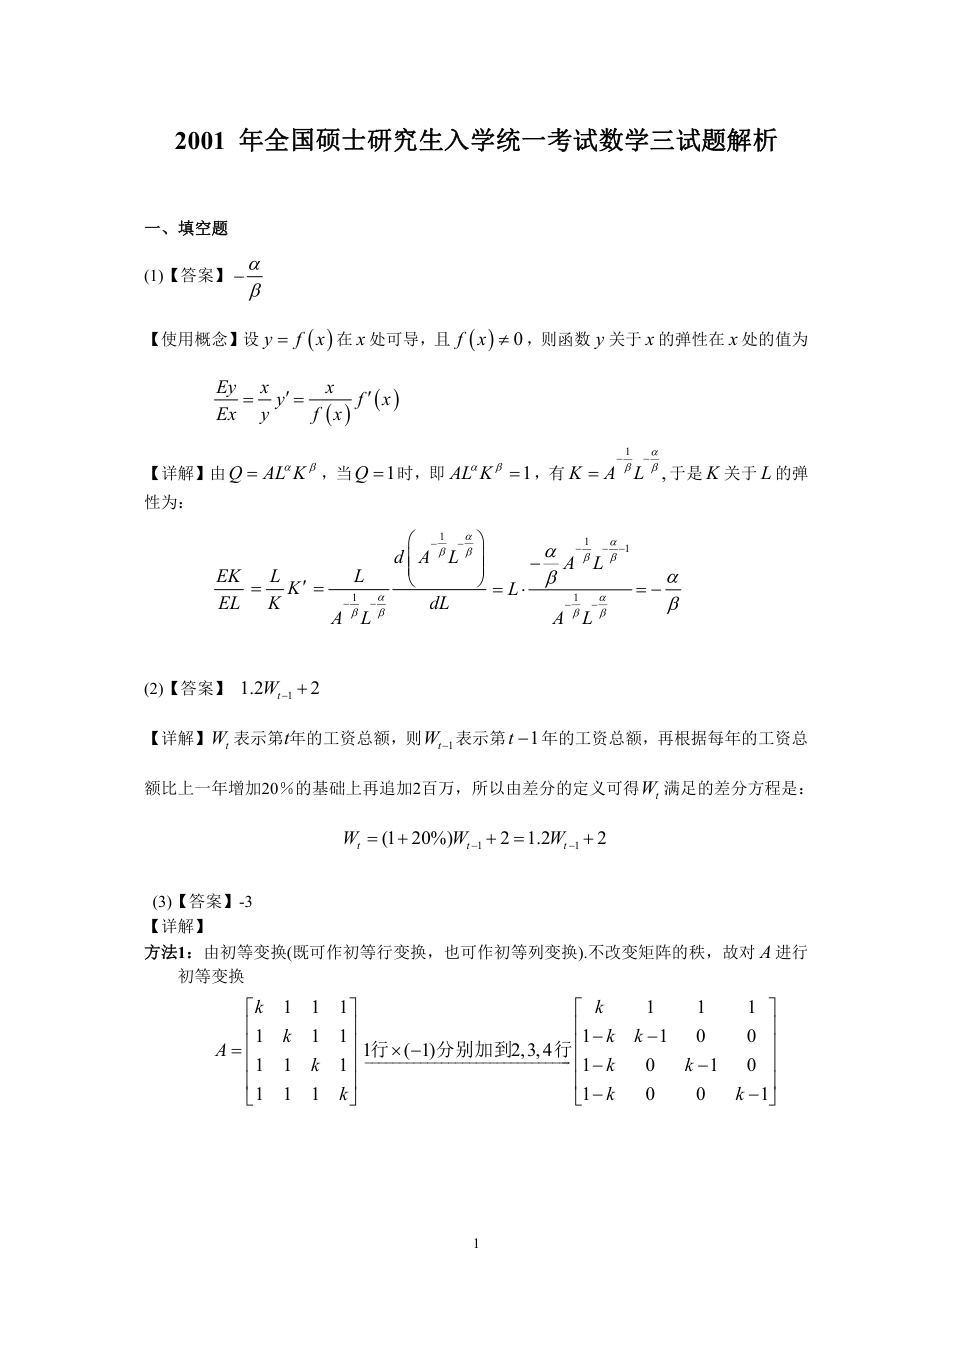 2001 年全国硕士研究生入学统一考试数学三试题解析
一、填空题
(1)【答案】$-\frac{\alpha}{\beta}$
【使用概念】设 $y=f(x)$ 在 $x$ 处可导，且 $f(x)\neq 0$，则函数 $y$ 关于 $x$ 的弹性在 $x$ 处的值为
$\frac{Ey}{Ex}=\frac{x}{y}y'=\frac{x}{f(x)}f'(x)$
【详解】由 $Q=AL^{\alpha}K^{\beta}$，当 $Q=1$ 时，即 $AL^{\alpha}K^{\beta}=1$，有 $K=A^{-\frac{1}{\beta}}L^{-\frac{\alpha}{\beta}}$,于是 $K$ 关于 $L$ 的弹
性为：
$\frac{EK}{EL}=\frac{L}{K}K'=\frac{L}{A^{-\frac{1}{\beta}}L^{-\frac{\alpha}{\beta}}}\frac{d\left(A^{-\frac{1}{\beta}}L^{-\frac{\alpha}{\beta}}\right)}{dL}=L\cdot\frac{-\frac{\alpha}{\beta}A^{-\frac{1}{\beta}}L^{-\frac{\alpha}{\beta}-1}}{A^{-\frac{1}{\beta}}L^{-\frac{\alpha}{\beta}}}=-\frac{\alpha}{\beta}$
(2)【答案】 $1.2W_{t-1}+2$
【详解】$W_t$ 表示第$t$年的工资总额，则$W_{t-1}$表示第$t-1$年的工资总额，再根据每年的工资总
额比上一年增加20％的基础上再追加2百万，所以由差分的定义可得$W_t$ 满足的差分方程是：
$W_t=(1+20\%)W_{t-1}+2=1.2W_{t-1}+2$
(3)【答案】-3
【详解】
方法1：由初等变换(既可作初等行变换，也可作初等列变换).不改变矩阵的秩，故对 $A$ 进行
初等变换
$A=\begin{bmatrix}k&1&1&1\\1&k&1&1\\1&1&k&1\\1&1&1&k\end{bmatrix}\underline{1行\times(-1)分别加到2,3,4行}\begin{bmatrix}k&1&1&1\\1-k&k-1&0&0\\1-k&0&k-1&0\\1-k&0&0&k-1\end{bmatrix}$
1